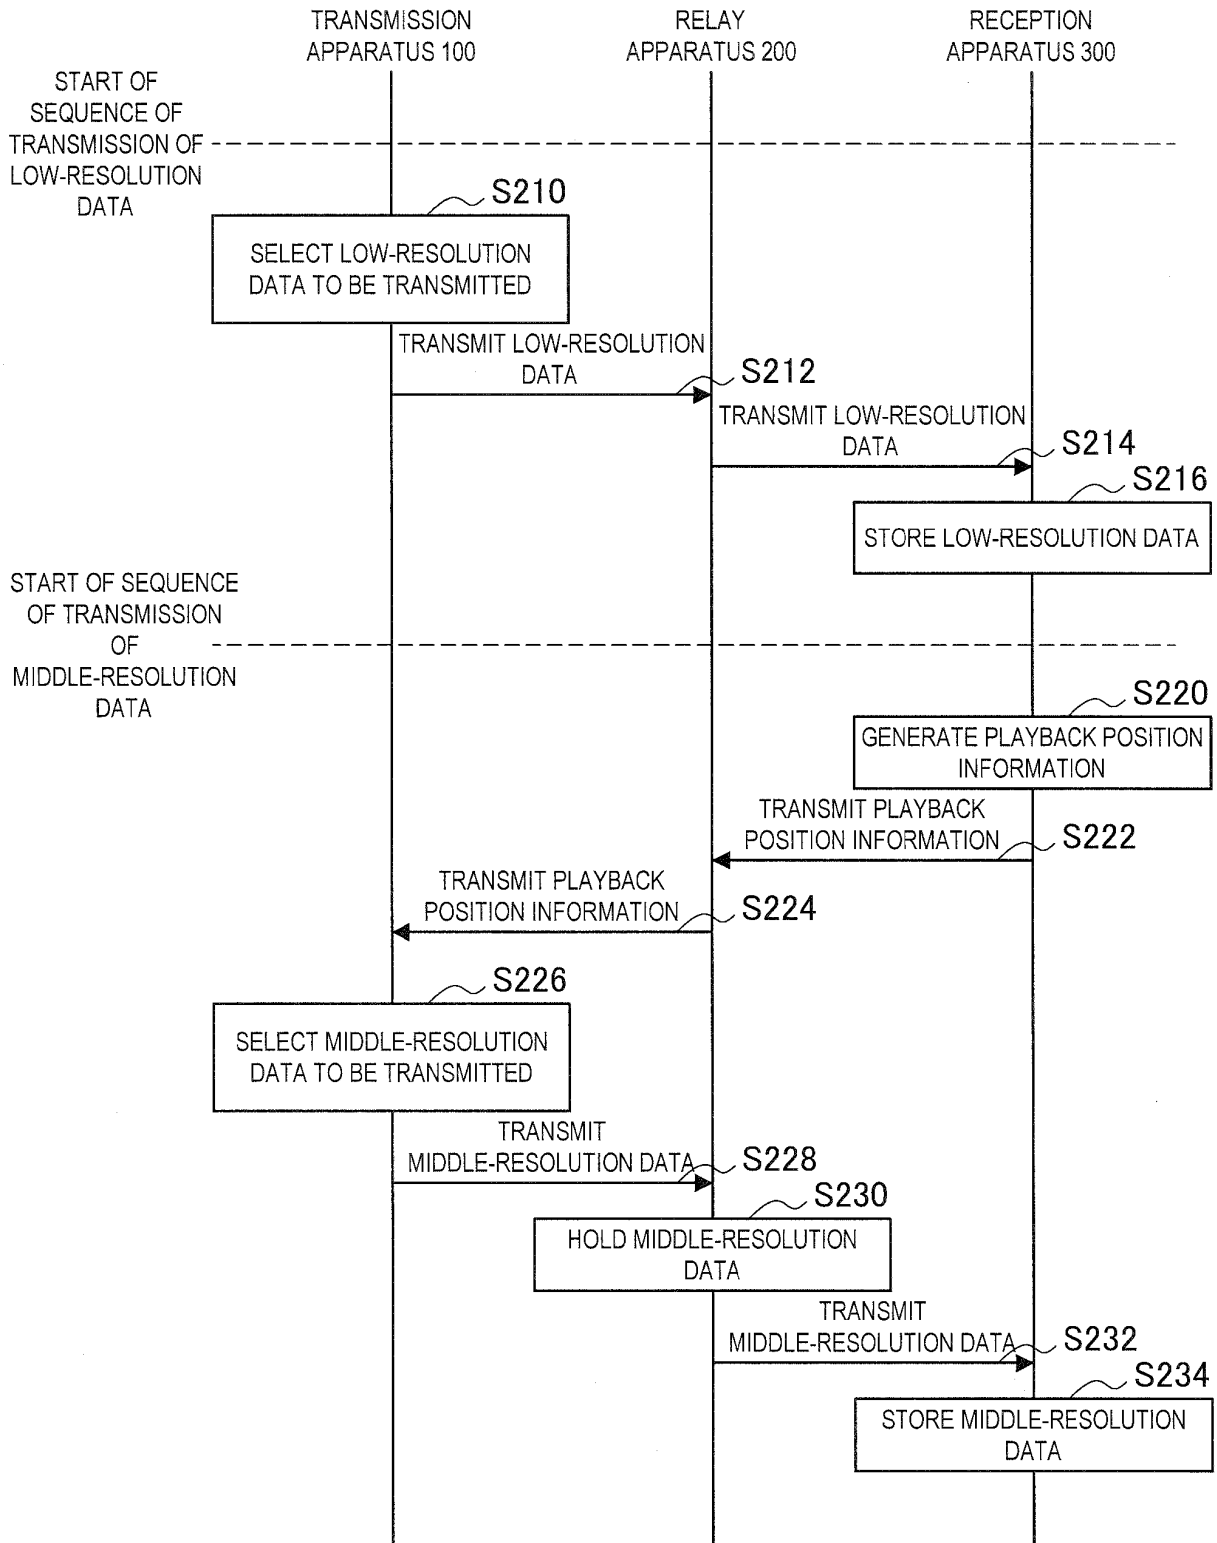 TRANSMISSION
APPARATUS 100
RELAY
APPARATUS 200
RECEPTION
APPARATUS 300
START OF
SEQUENCE OF
TRANSMISSION OF
LOW-RESOLUTION
DATA
S210
SELECT LOW-RESOLUTION
DATA TO BE TRANSMITTED
TRANSMIT LOW-RESOLUTION
DATA
S212
TRANSMIT LOW-RESOLUTION
DATA
S214
S216
STORE LOW-RESOLUTION DATA
START OF SEQUENCE
OF TRANSMISSION
OF
MIDDLE-RESOLUTION
DATA
S220
GENERATE PLAYBACK POSITION
INFORMATION
TRANSMIT PLAYBACK
POSITION INFORMATION
S222
TRANSMIT PLAYBACK
POSITION INFORMATION
S224
S226
SELECT MIDDLE-RESOLUTION
DATA TO BE TRANSMITTED
TRANSMIT
MIDDLE-RESOLUTION DATA
S228
S230
HOLD MIDDLE-RESOLUTION
DATA
TRANSMIT
MIDDLE-RESOLUTION DATA
S232
S234
STORE MIDDLE-RESOLUTION
DATA